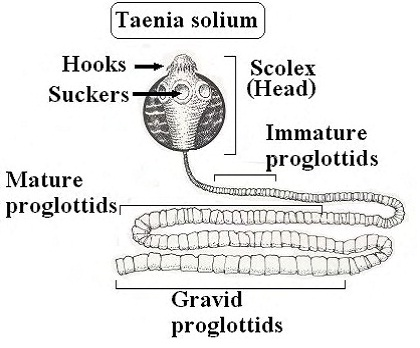 Taenia solium
Hooks
Suckers
Scolex
(Head)
Immature
proglottids
Mature
proglottids
Gravid
proglottids